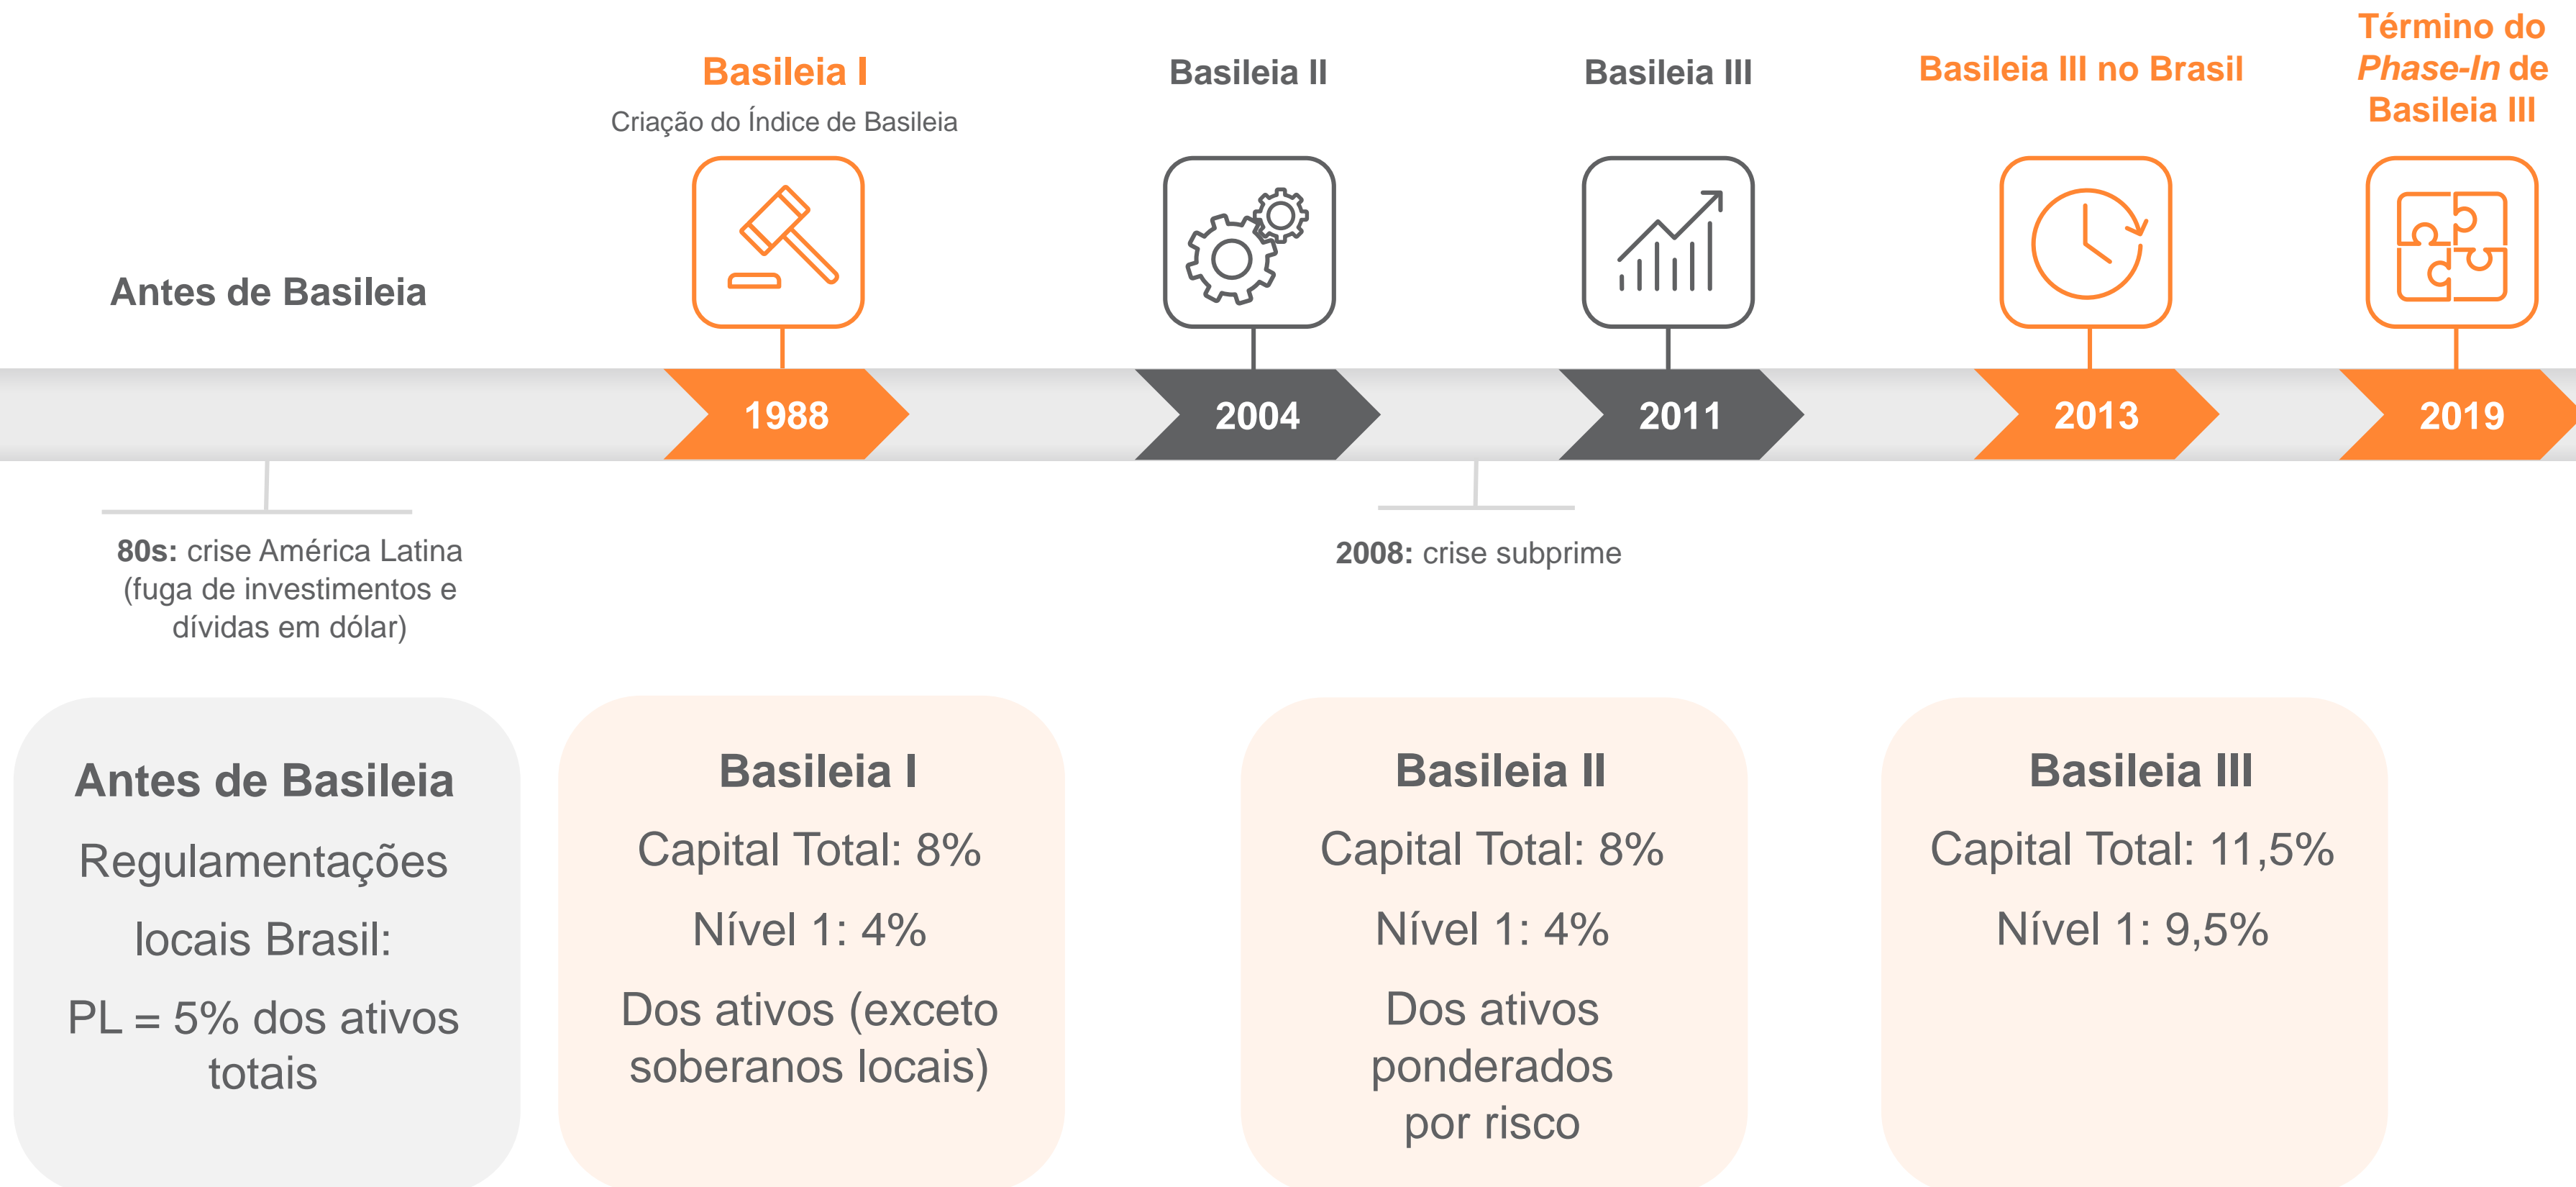 Antes de Basileia
Basileia I
Criação do Índice de Basileia
Basileia II
Basileia III
Basileia III no Brasil
Término do
Phase-In de
Basileia III
1988
2004
2011
2013
2019
80s: crise América Latina
(fuga de investimentos e
dívidas em dólar)
2008: crise subprime
Antes de Basileia
Regulamentações
locais Brasil:
PL = 5% dos ativos
totais
Basileia I
Capital Total: 8%
Nível 1: 4%
Dos ativos (exceto
soberanos locais)
Basileia II
Capital Total: 8%
Nível 1: 4%
Dos ativos
ponderados
por risco
Basileia III
Capital Total: 11,5%
Nível 1: 9,5%